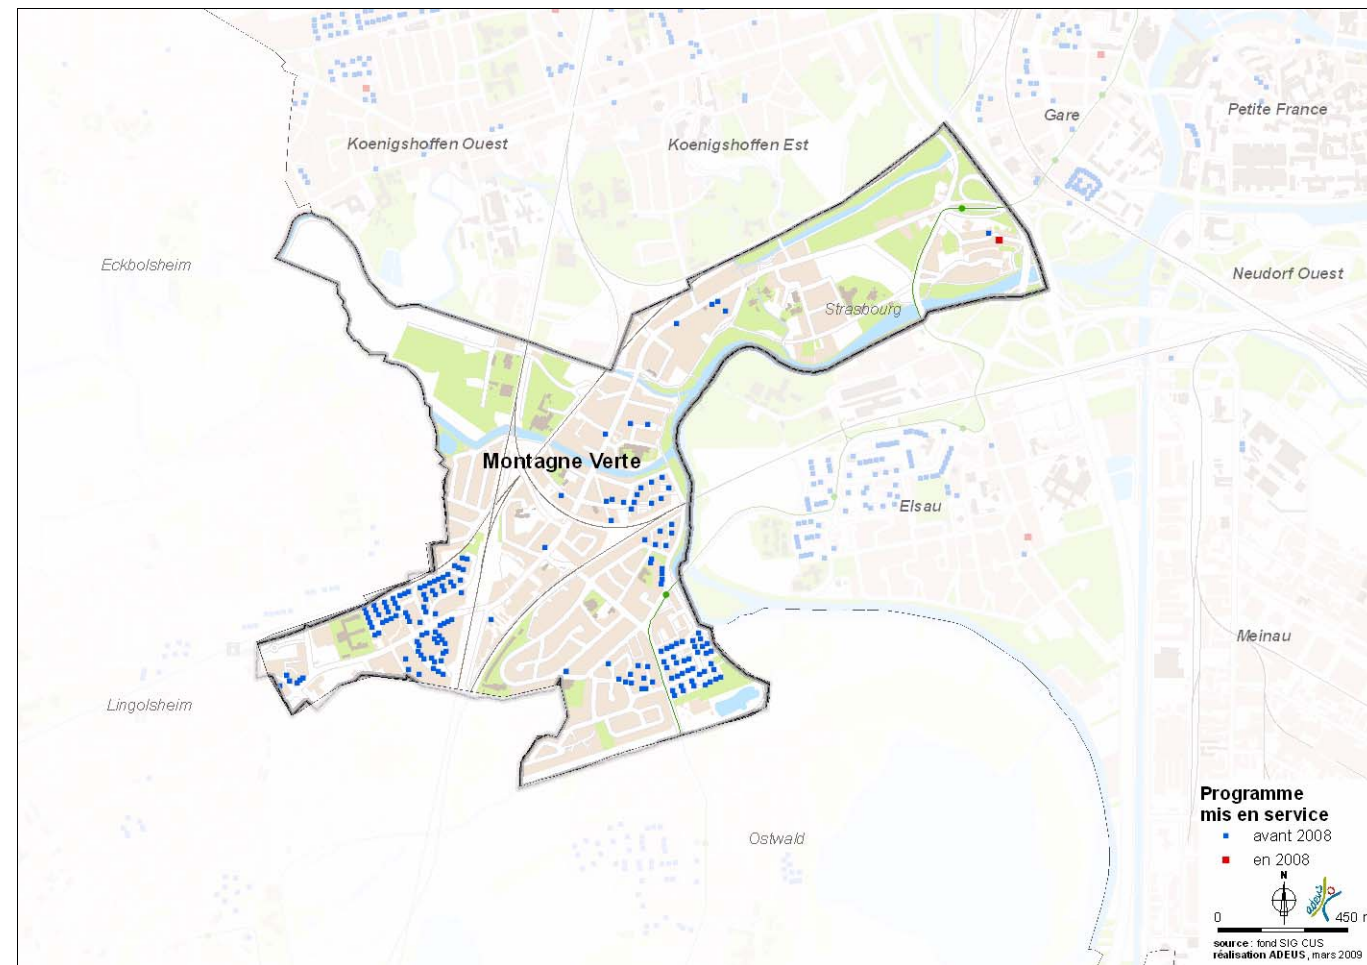 Petite France
Gare
Koenigshoffen Ouest
Koenigshoffen Est
Eckbolsheim
Neudorf Ouest
Strasbourg
Montagne Verte
Elsau
Meinau
Lingolsheim
Ostwald
Programme
mis en service
avant 2008
en 2008
N
adeus
0 450 m
source : fond SIG CUS
réalisation ADEUS, mars 2009